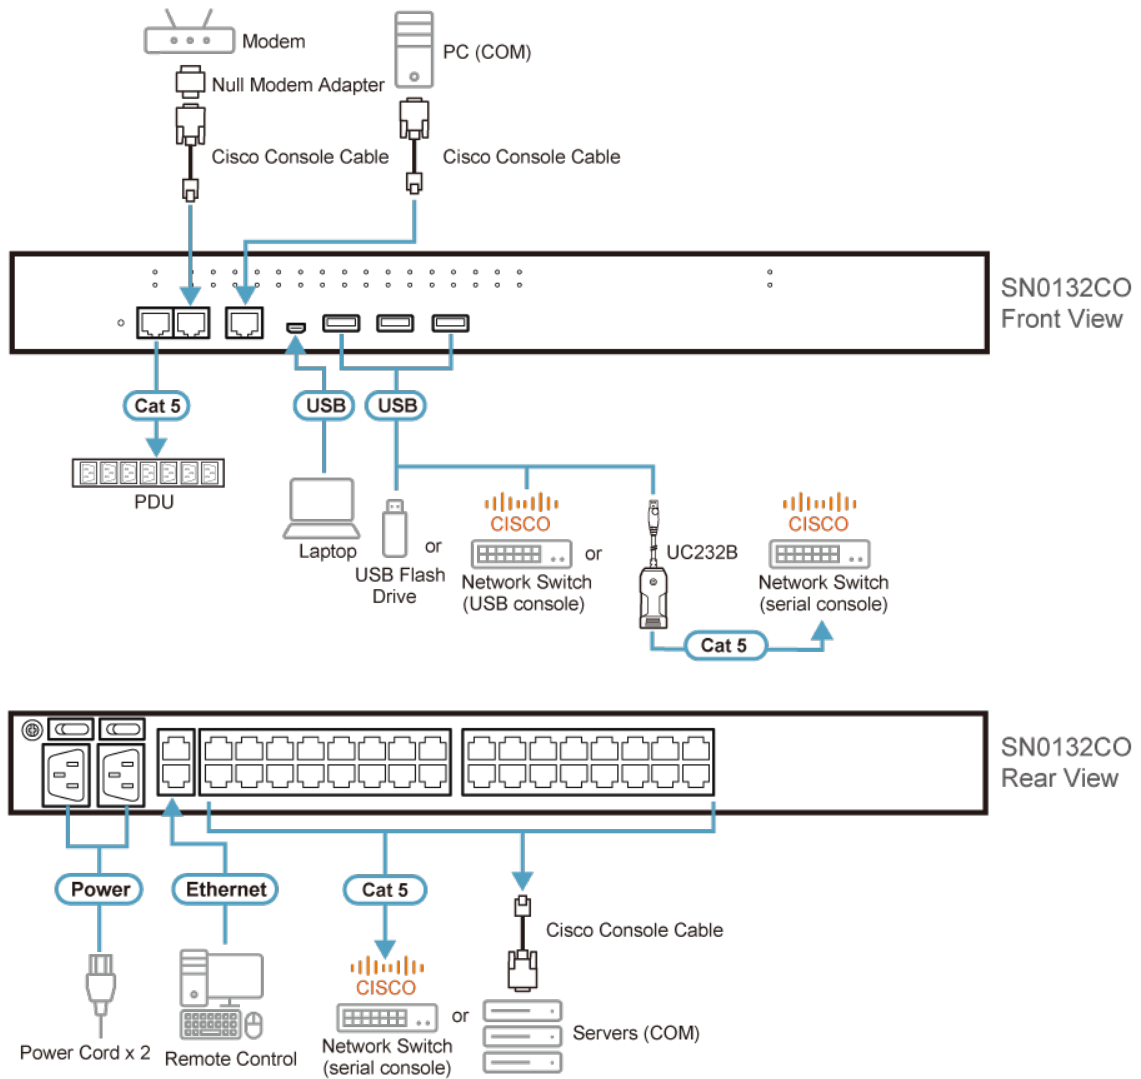 Modem
PC (COM)
Null Modem Adapter
Cisco Console Cable
Cisco Console Cable
SN0132CO
Front View
Cat 5
USB
USB
PDU
Laptop
USB Flash
Drive
or
CISCO
Network Switch
(USB console)
or
UC232B
CISCO
Network Switch
(serial console)
Cat 5
SN0132CO
Rear View
Power
Ethernet
Cat 5
Cisco Console Cable
Power Cord x 2
Remote Control
CISCO
Network Switch
(serial console)
or
Servers (COM)